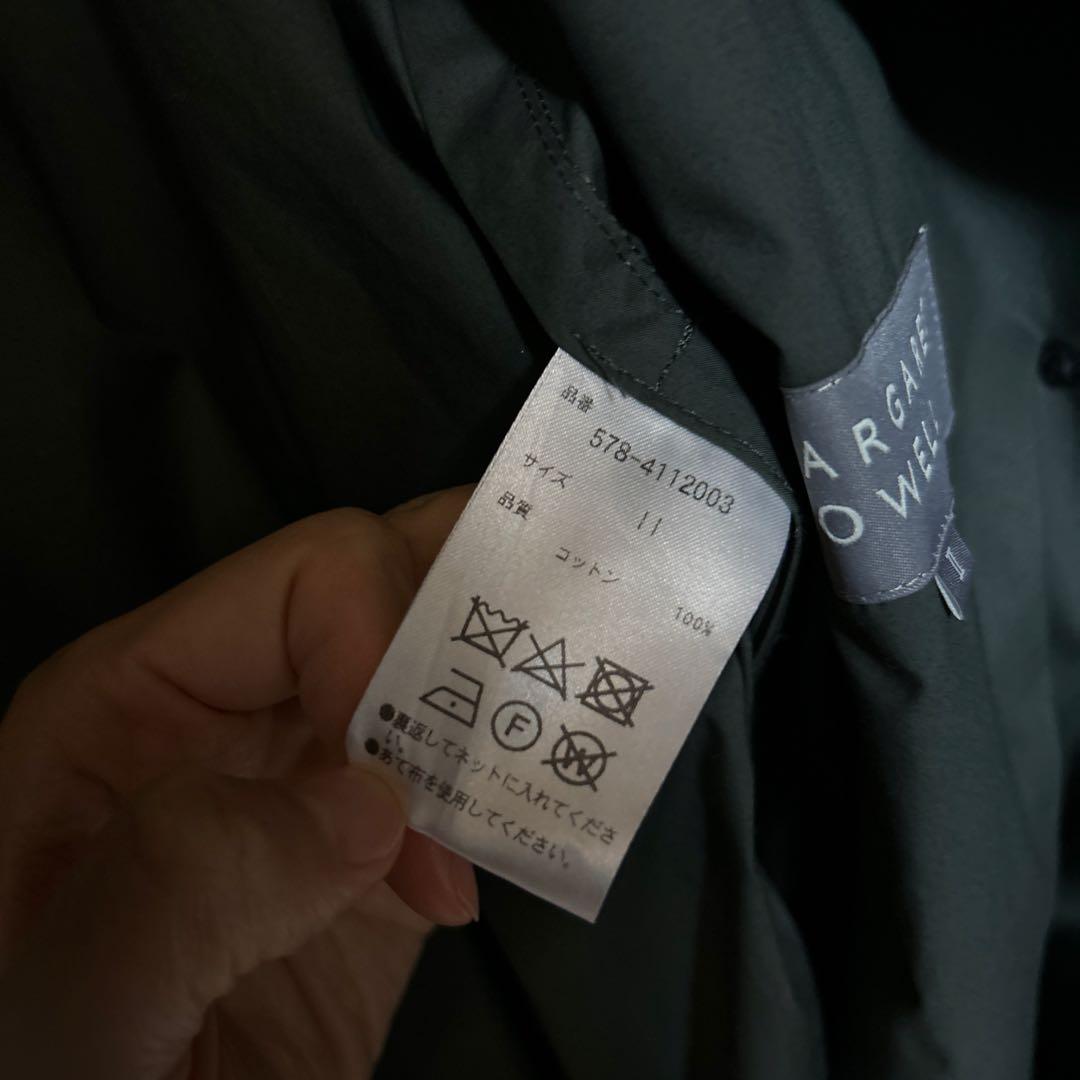 品番
578-4112003
サイズ
II
品質
コットン
100%
F
W
●裏返してネットに入れてくださ
い。
●あて布を使用してください。
ARGARE
OWELL
I